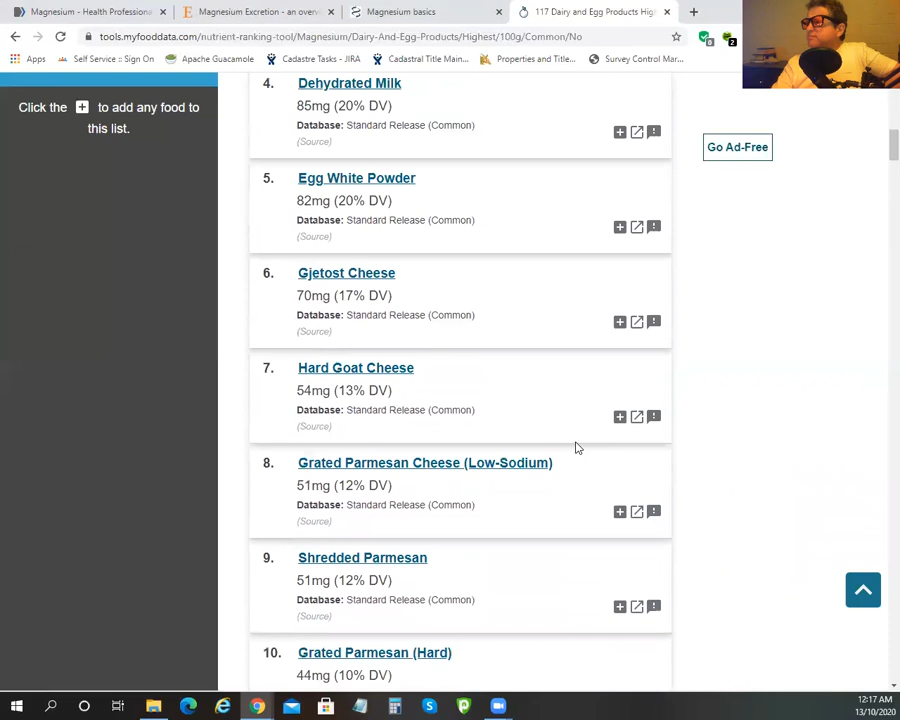 Magnesium - Health Professiona
Magnesium Excretion - an overvi
Magnesium basics
117 Dairy and Egg Products Hig
tools.myfooddata.com/nutrient-ranking-tool/Magnesium/Dairy-And-Egg-Products/Highest/100g/Common/No
Apps
Self Service :: Sign On
Apache Guacamole
Cadastre Tasks - JIRA
Cadastral Title Main...
Properties and Title...
Survey Control Mar...
Click the + to add any food to
this list.
4. Dehydrated Milk
85mg (20% DV)
Database: Standard Release (Common)
(Source)
5. Egg White Powder
82mg (20% DV)
Database: Standard Release (Common)
(Source)
6. Gjetost Cheese
70mg (17% DV)
Database: Standard Release (Common)
(Source)
7. Hard Goat Cheese
54mg (13% DV)
Database: Standard Release (Common)
(Source)
8. Grated Parmesan Cheese (Low-Sodium)
51mg (12% DV)
Database: Standard Release (Common)
(Source)
9. Shredded Parmesan
51mg (12% DV)
Database: Standard Release (Common)
(Source)
10. Grated Parmesan (Hard)
44mg (10% DV)
Go Ad-Free
12:17 AM
13/10/2020